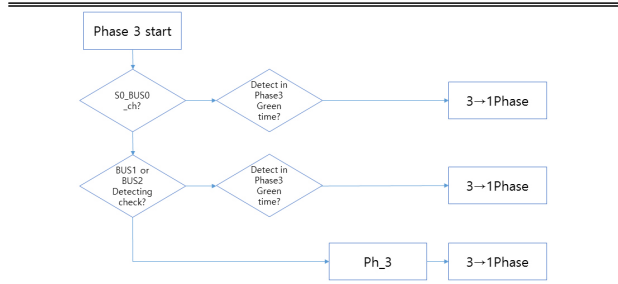 Phase 3 start
S0_BUS0
_ch?
Detect in
Phase3
Green
time?
3→1Phase
BUS1 or
BUS2
Detecting
check?
Detect in
Phase3
Green
time?
3→1Phase
Ph_3
3→1Phase